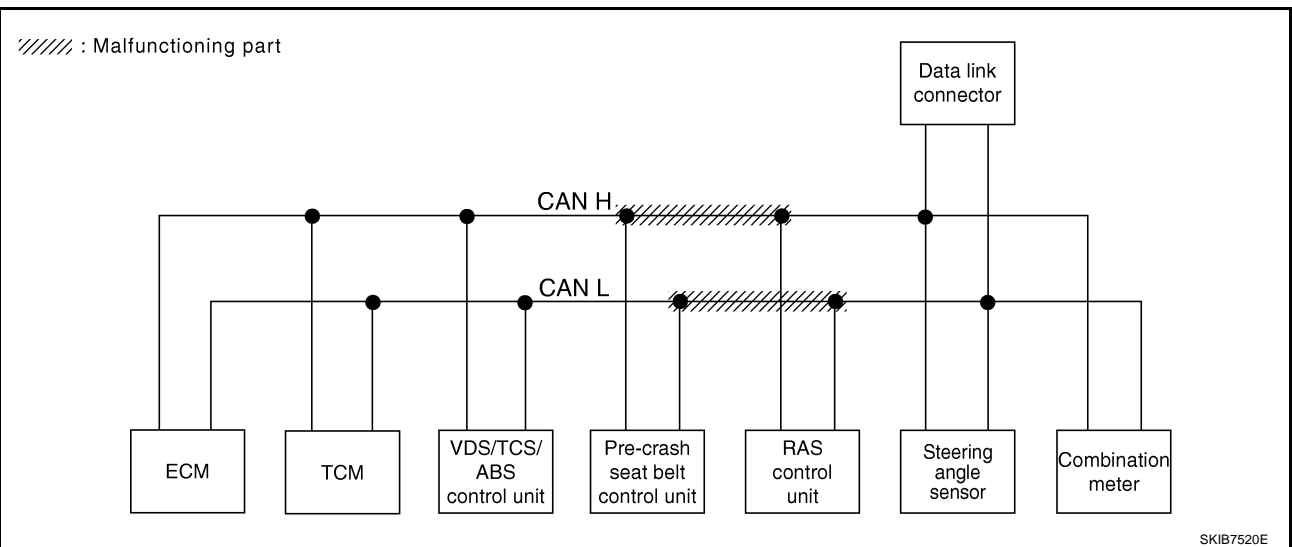 : Malfunctioning part
Data link
connector
CAN H
CAN L
ECM
TCM
VDS/TCS/
ABS
control unit
Pre-crash
seat belt
control unit
RAS
control
unit
Steering
angle
sensor
Combination
meter
SKIB7520E